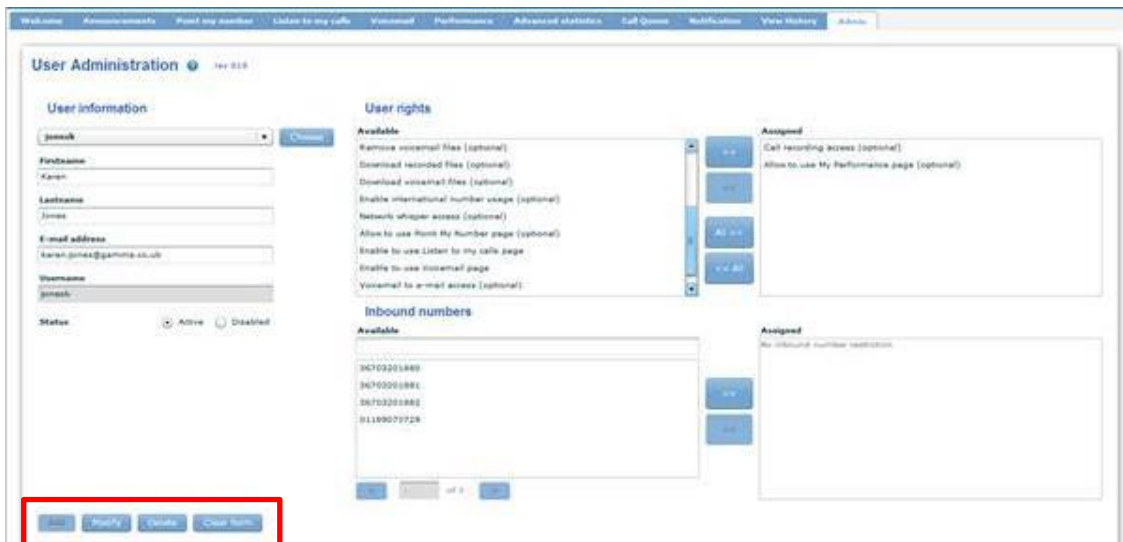 Welcome Announcements Point my number Listen to my calls Voicemail Performance Advanced statistics Call Queue Notification View History Admin
User Administration
User information
Choose
Firstname
Karen
Lastname
Jones
E-mail address
karen.jones@gamma.co.uk
Username
Status Active Disabled
User rights
Available
Remove voicemail files (optional)
Download recorded files (optional)
Download voicemail files (optional)
Enable international number usage (optional)
Network whisper access (optional)
Allow to use Point My Number page (optional)
Enable to use Listen to my calls page
Enable to use Voicemail page
Voicemail to e-mail access (optional)
>>
<<
All >>
<< All
Assigned
Call recording access (optional)
Allow to use My Performance page (optional)
Inbound numbers
Available
36703201880
36703201881
36703201882
01189070729
>>
<<
Assigned
No inbound number restriction
Add Modify Delete Clear form